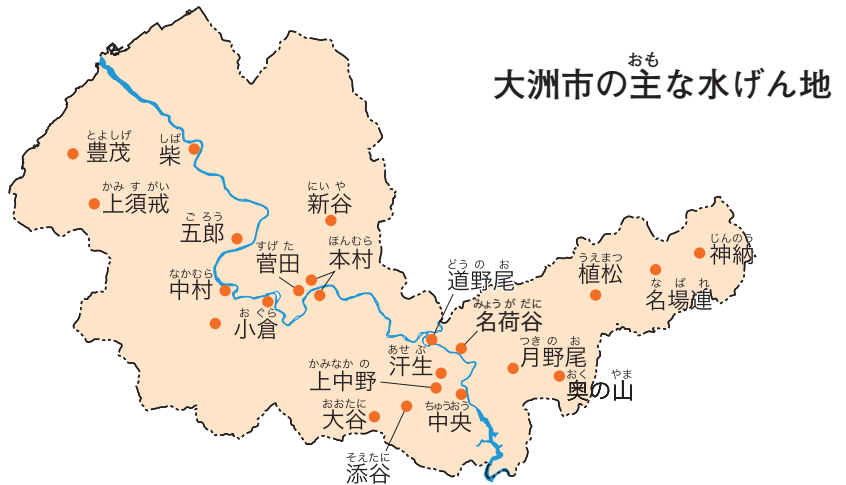 おも
大洲市の主な水げん地
とよしげ
豊茂
しば
柴
かみ す がい
上須戒
にい や
新谷
ご ろう
五郎
すげ た
菅田
ほんむら
本村
なかむら
中村
お ぐら
小倉
どう の お
道野尾
うえまつ
植松
じんのう
神納
な ば れ
名場連
みょう が だに
名荷谷
つき の お
月野尾
おく やま
奥の山
あせ ぶ
汗生
かみなか の
上中野
おおたに
大谷
ちゅうおう
中央
そえたに
添谷